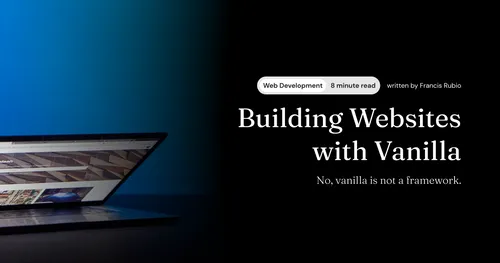 Web Development 8 minute read written by Francis Rubio
Building Websites
with Vanilla
No, vanilla is not a framework.